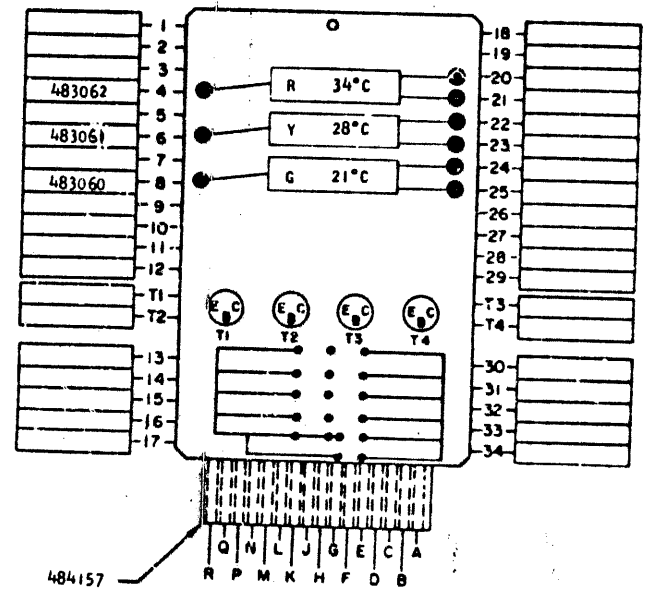 1
2
3
483062 4
5
483061 6
7
483060 8
9
10
11
12
T1
T2
13
14
15
16
17
R 34°C
Y 28°C
G 21°C
E B C
E B C
E B C
E B C
T1 T2 T3 T4
18
19
20
21
22
23
24
25
26
27
28
29
T3
T4
30
31
32
33
34
Q N L J G E C A
R P M K H F D B
484157